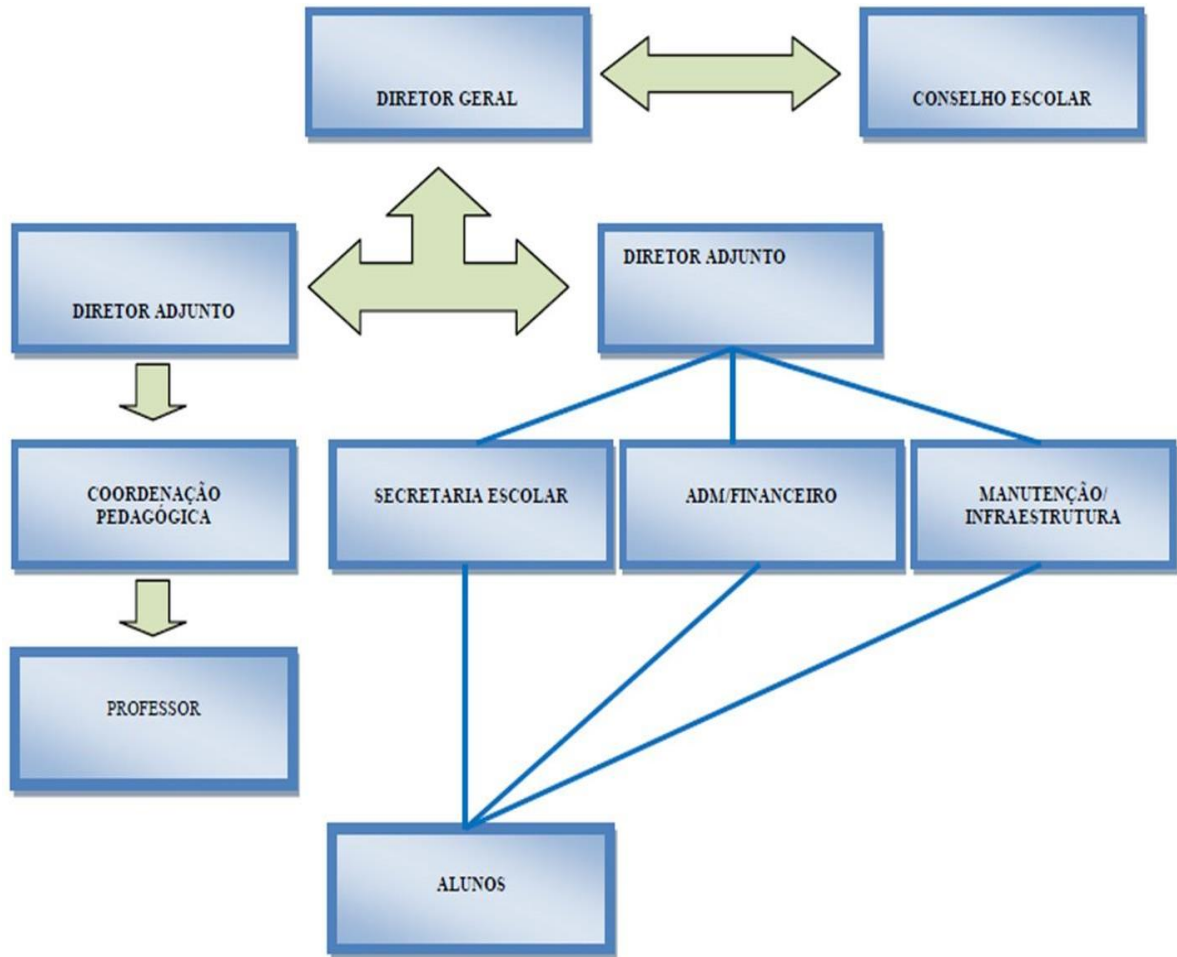 DIRETOR GERAL
CONSELHO ESCOLAR
DIRETOR ADJUNTO
DIRETOR ADJUNTO
COORDENAÇÃO
PEDAGÓGICA
SECRETARIA ESCOLAR
ADM/FINANCEIRO
MANUTENÇÃO/
INFRAESTRUTURA
PROFESSOR
ALUNOS